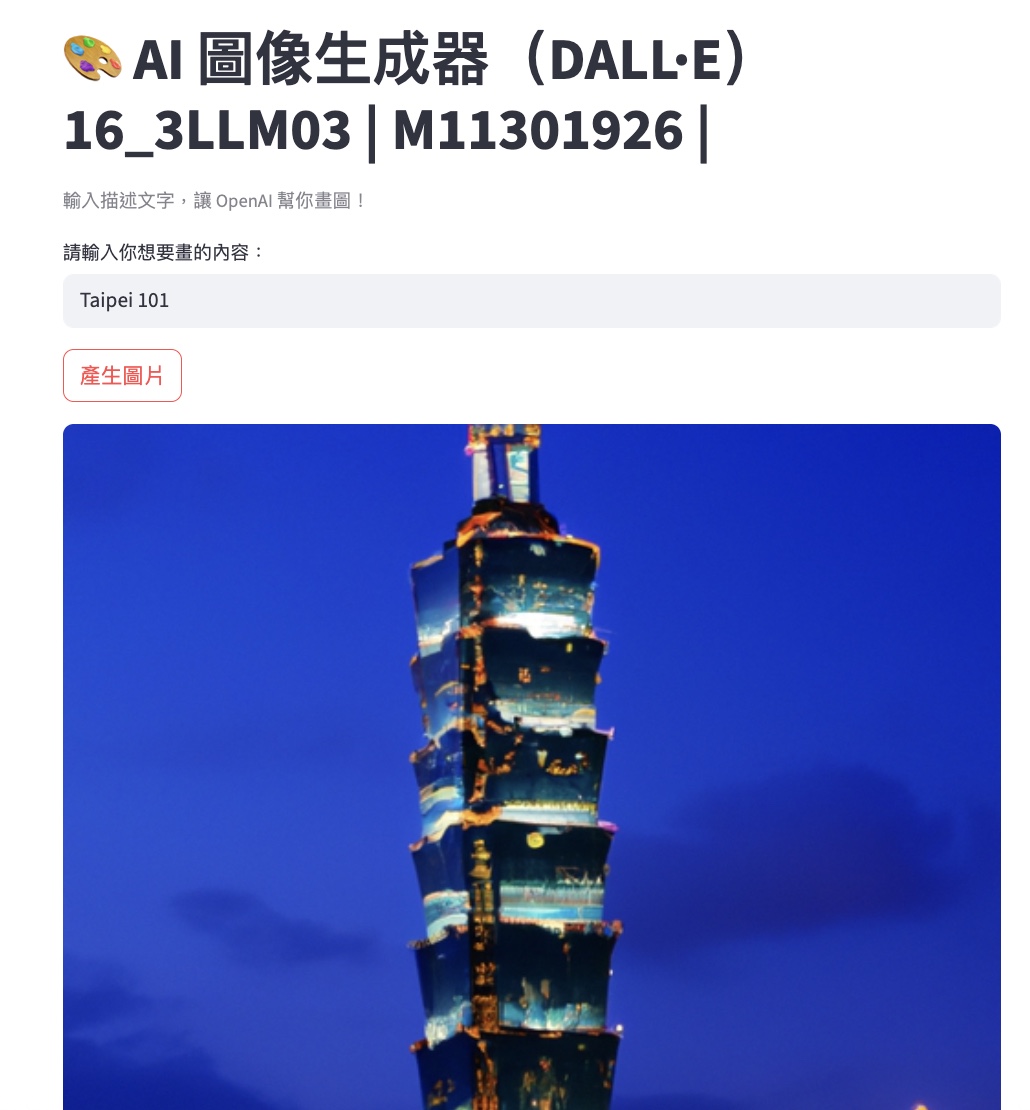 🎨 AI 圖像生成器（DALL·E）
16_3LLM03 | M11301926 |
輸入描述文字，讓 OpenAI 幫你畫圖！
請輸入你想要畫的內容：
Taipei 101
產生圖片